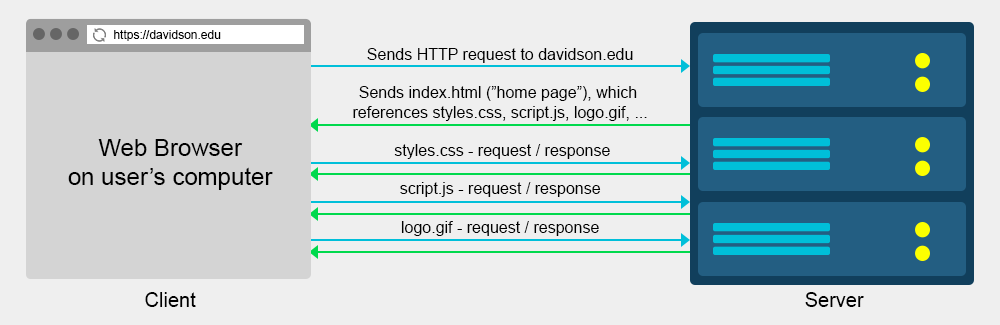 https://davidson.edu
Sends HTTP request to davidson.edu
Sends index.html (”home page”), which
references styles.css, script.js, logo.gif, ...
Web Browser
on user’s computer
styles.css - request / response
script.js - request / response
logo.gif - request / response
Client
Server